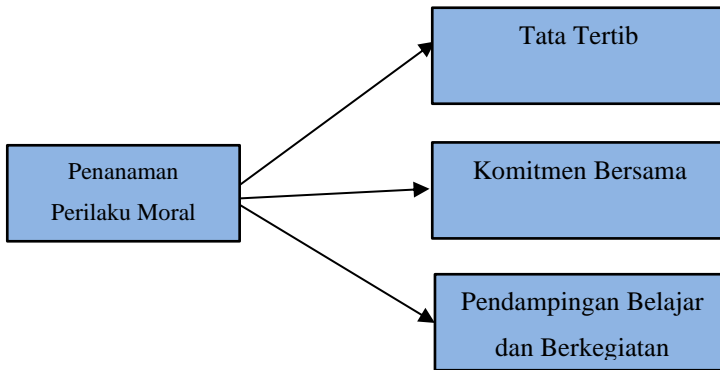 Tata Tertib
Penanaman
Perilaku Moral
Komitmen Bersama
Pendampingan Belajar
dan Berkegiatan